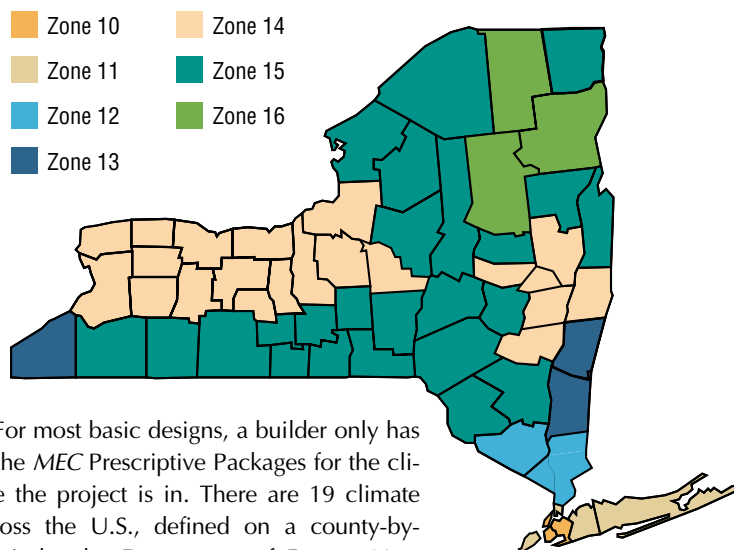 Zone 10
Zone 11
Zone 12
Zone 13
Zone 14
Zone 15
Zone 16
For most basic designs, a builder only has
the MEC Prescriptive Packages for the cli-
e the project is in. There are 19 climate
oss the U.S., defined on a county-by-